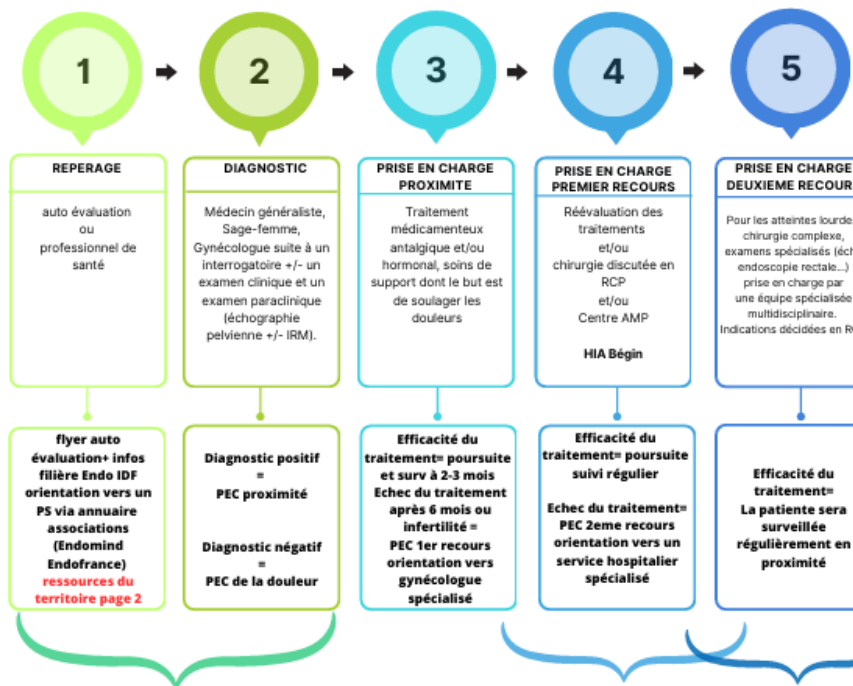 1
2
3
4
5
REPERAGE
auto évaluation
ou
professionnel de
santé
DIAGNOSTIC
Médecin généraliste,
Sage-femme,
Gynécologue suite à un
interrogatoire +/- un
examen clinique et un
examen paraclinique
(échographie
pelvienne +/- IRM).
PRISE EN CHARGE
PROXIMITE
Traitement
médicamenteux
antalgique et/ou
hormonal, soins de
support dont le but est
de soulager les
douleurs
PRISE EN CHARGE
PREMIER RECOURS
Réévaluation des
traitements
et/ou
chirurgie discutée en
RCP
et/ou
Centre AMP
HIA Bégin
PRISE EN CHARGE
DEUXIEME
Pour les atteintes
chirurgie complexe,
examens spécialisés
endoscopie rectale...)
prise en charge par
une équipe spécialisée
multidisciplinaire.
Indications décidées en
flyer auto
évaluation+ infos
filière Endo IDF
orientation vers un
PS via annuaire
associations
(Endomind
Endofrance)
ressources du
territoire page 2
Diagnostic positif
=
PEC proximité
Diagnostic négatif
=
PEC de la douleur
Efficacité du
traitement= poursuite
et surv à 2-3 mois
Echec du traitement
après 6 mois ou
infertilité =
PEC 1er recours
orientation vers
gynécologue
spécialisé
Efficacité du
traitement= poursuite
suivi régulier
Echec du traitement=
PEC 2eme recours
orientation vers un
service hospitalier
spécialisé
Efficacité du
traitement=
La patiente sera
surveillée
régulièrement en
proximité